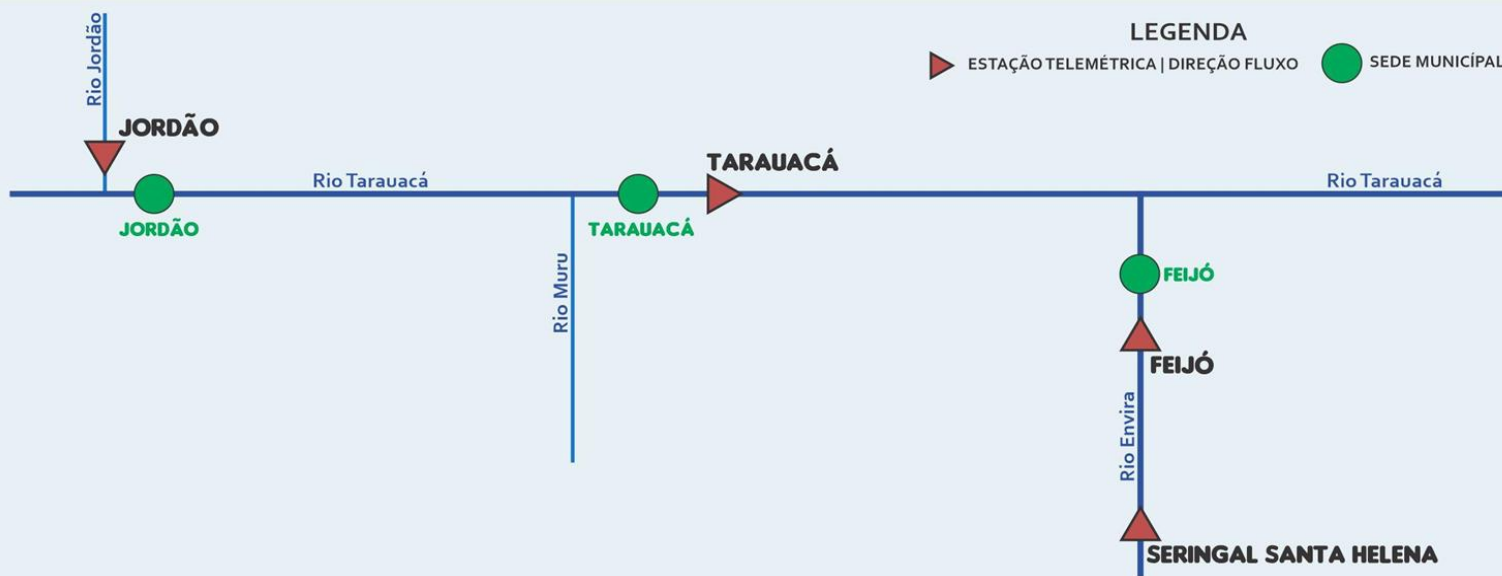 LEGENDA
ESTAÇÃO TELEMÉTRICA | DIREÇÃO FLUXO
SEDE MUNICÍPAL
Rio Jordão
JORDÃO
TARAUACÁ
Rio Tarauacá
Rio Tarauacá
JORDÃO
TARAUACÁ
Rio Muru
FEIJÓ
FEIJÓ
Rio Envira
SERINGAL SANTA HELENA